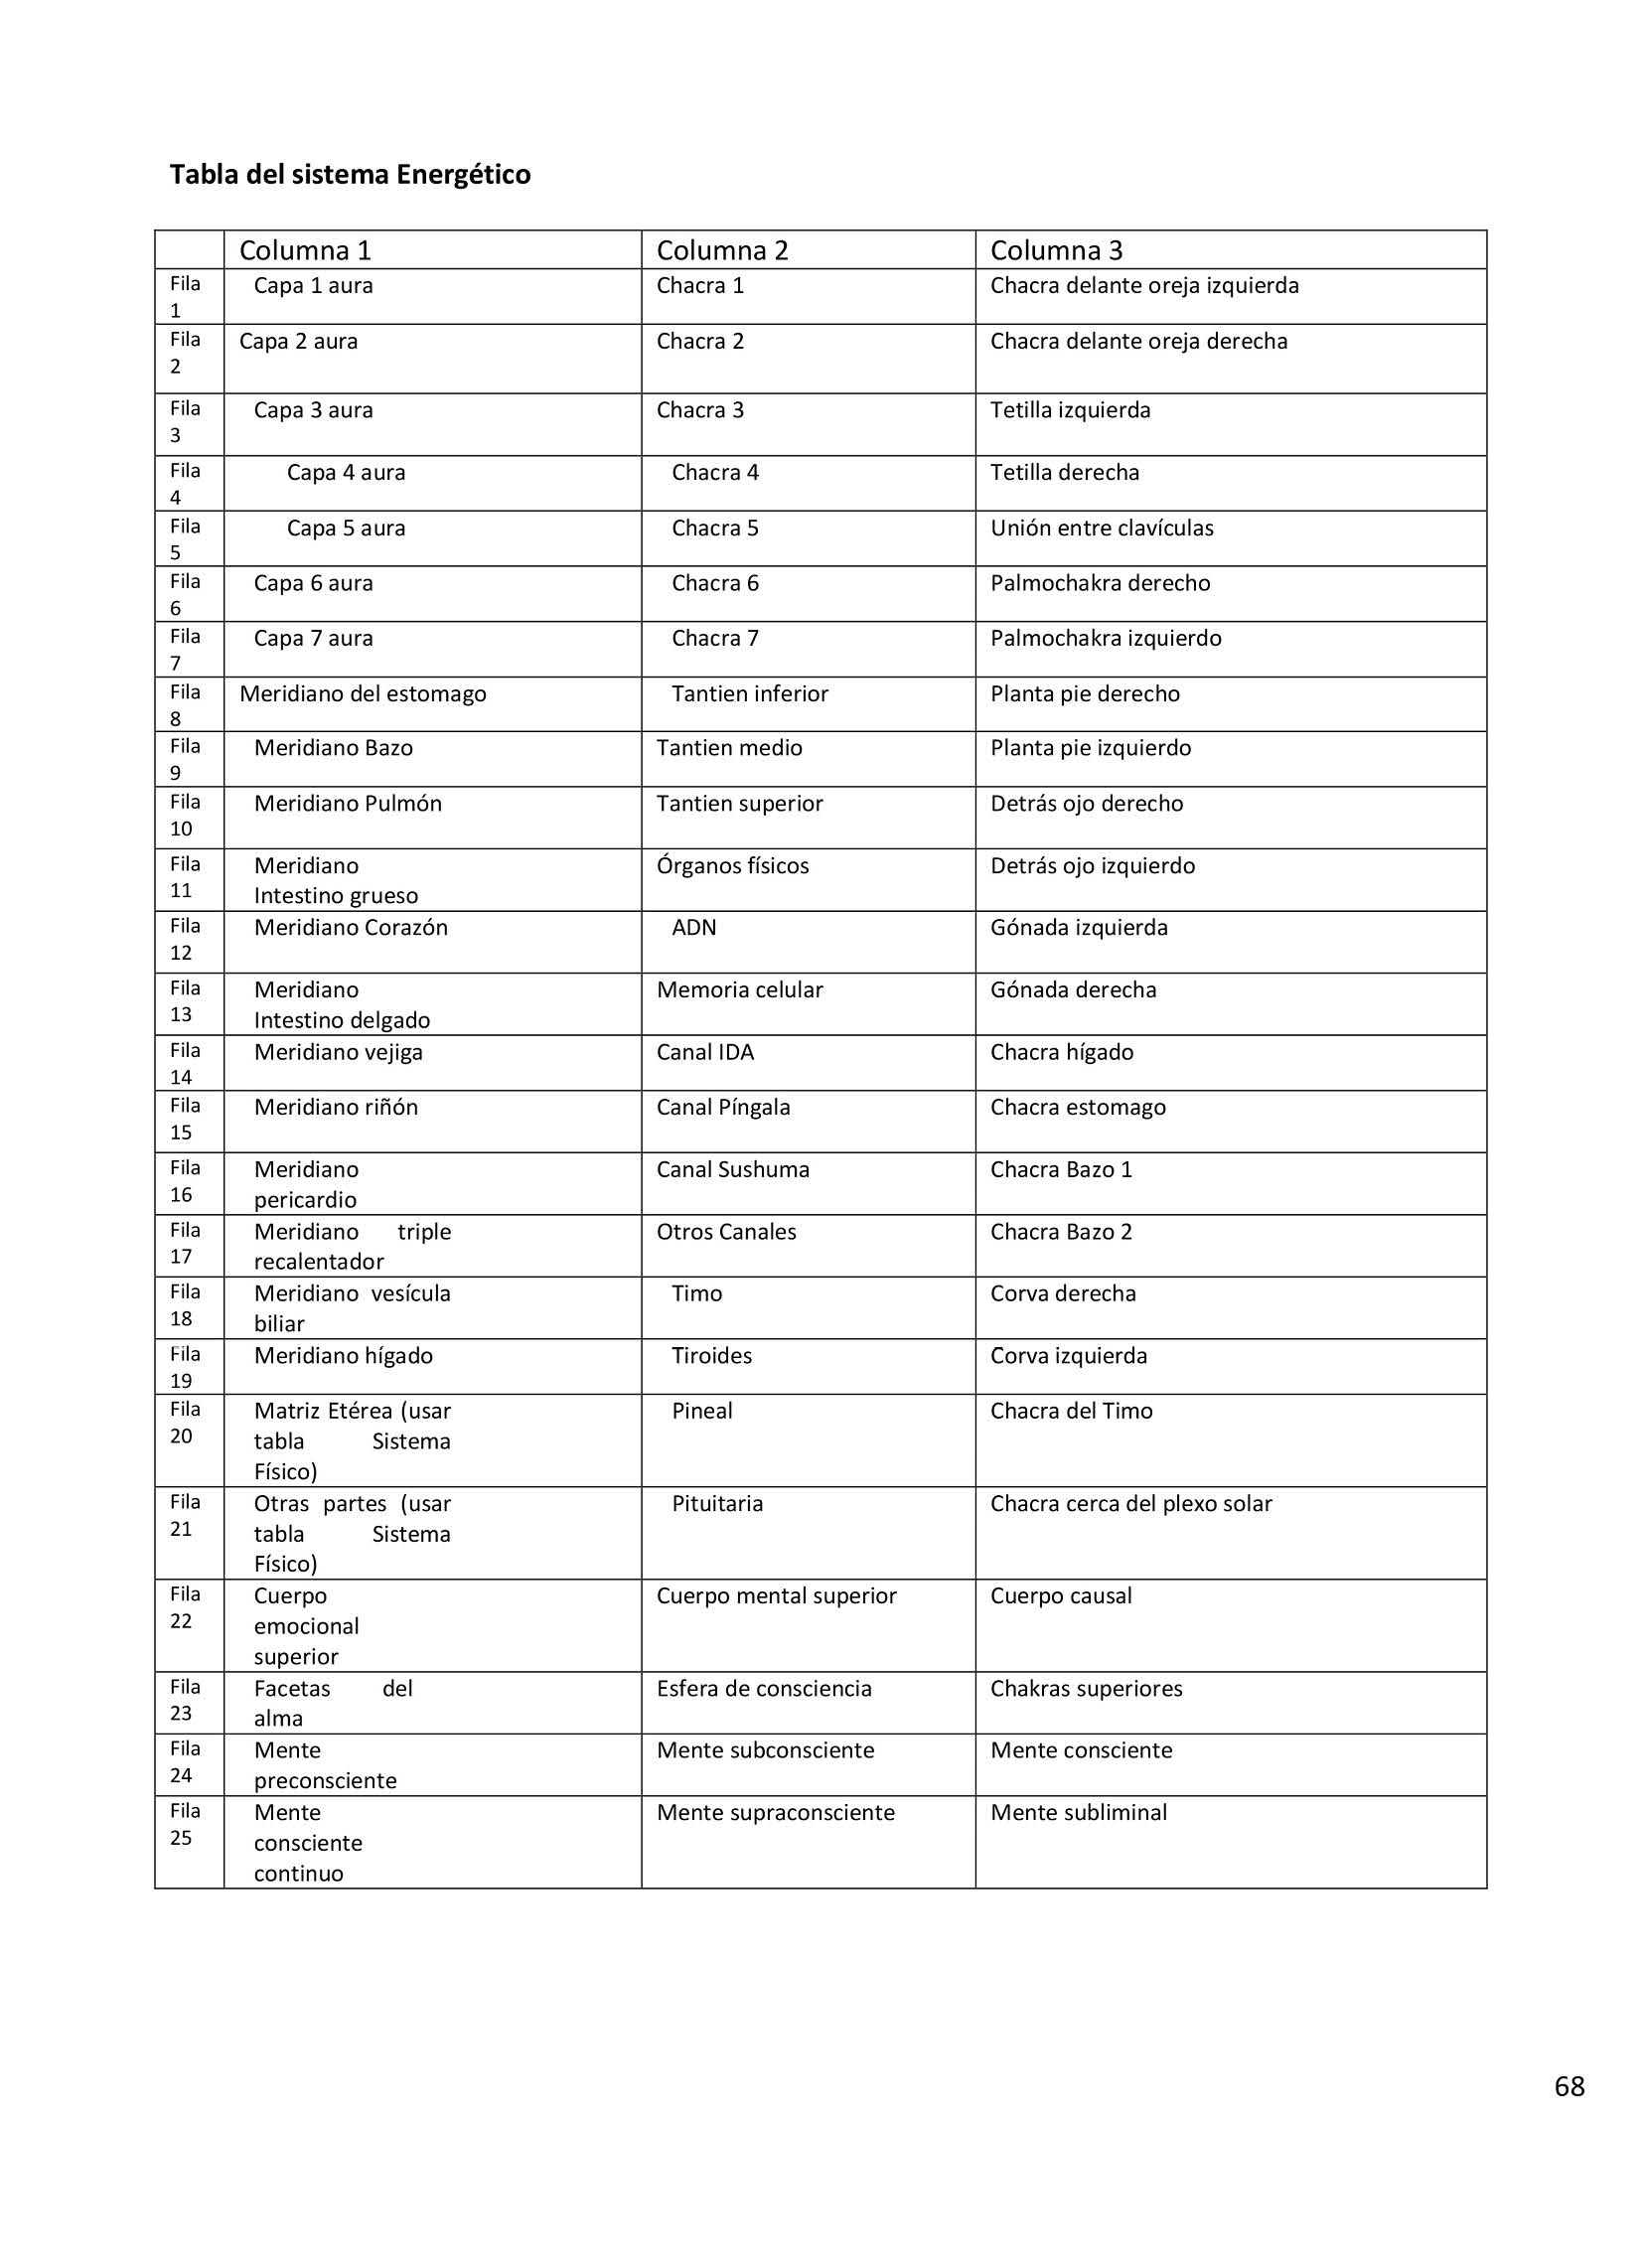 Tabla del sistema Energético
Columna 1 Columna 2 Columna 3
Fila Capa 1 aura Chacra 1 Chacra delante oreja izquierda
1
Fila Capa 2 aura Chacra 2 Chacra delante oreja derecha
2
Fila Capa 3 aura Chacra 3 Tetilla izquierda
3
Fila Capa 4 aura Chacra 4 Tetilla derecha
4
Fila Capa 5 aura Chacra 5 Unión entre clavículas
5
Fila Capa 6 aura Chacra 6 Palmochakra derecho
6
Fila Capa 7 aura Chacra 7 Palmochakra izquierdo
7
Fila Meridiano del estomago Tantien inferior Planta pie derecho
8
Fila Meridiano Bazo Tantien medio Planta pie izquierdo
9
Fila Meridiano Pulmón Tantien superior Detrás ojo derecho
10
Fila Meridiano Órganos físicos Detrás ojo izquierdo
11 Intestino grueso
Fila Meridiano Corazón ADN Gónada izquierda
12
Fila Meridiano Memoria celular Gónada derecha
13 Intestino delgado
Fila Meridiano vejiga Canal IDA Chacra hígado
14
Fila Meridiano riñón Canal Píngala Chacra estomago
15
Fila Meridiano Canal Sushuma Chacra Bazo 1
16 pericardio
Fila Meridiano triple Otros Canales Chacra Bazo 2
17 recalentador
Fila Meridiano vesícula Timo Corva derecha
18 biliar
Fila Meridiano hígado Tiroides Corva izquierda
19
Fila Matriz Etérea (usar Pineal Chacra del Timo
20 tabla Sistema
Físico)
Fila Otras partes (usar Pituitaria Chacra cerca del plexo solar
21 tabla Sistema
Físico)
Fila Cuerpo Cuerpo mental superior Cuerpo causal
22 emocional
superior
Fila Facetas del Esfera de consciencia Chakras superiores
23 alma
Fila Mente Mente subconsciente Mente consciente
24 preconsciente
Fila Mente Mente supraconsciente Mente subliminal
25 consciente
continuo
68